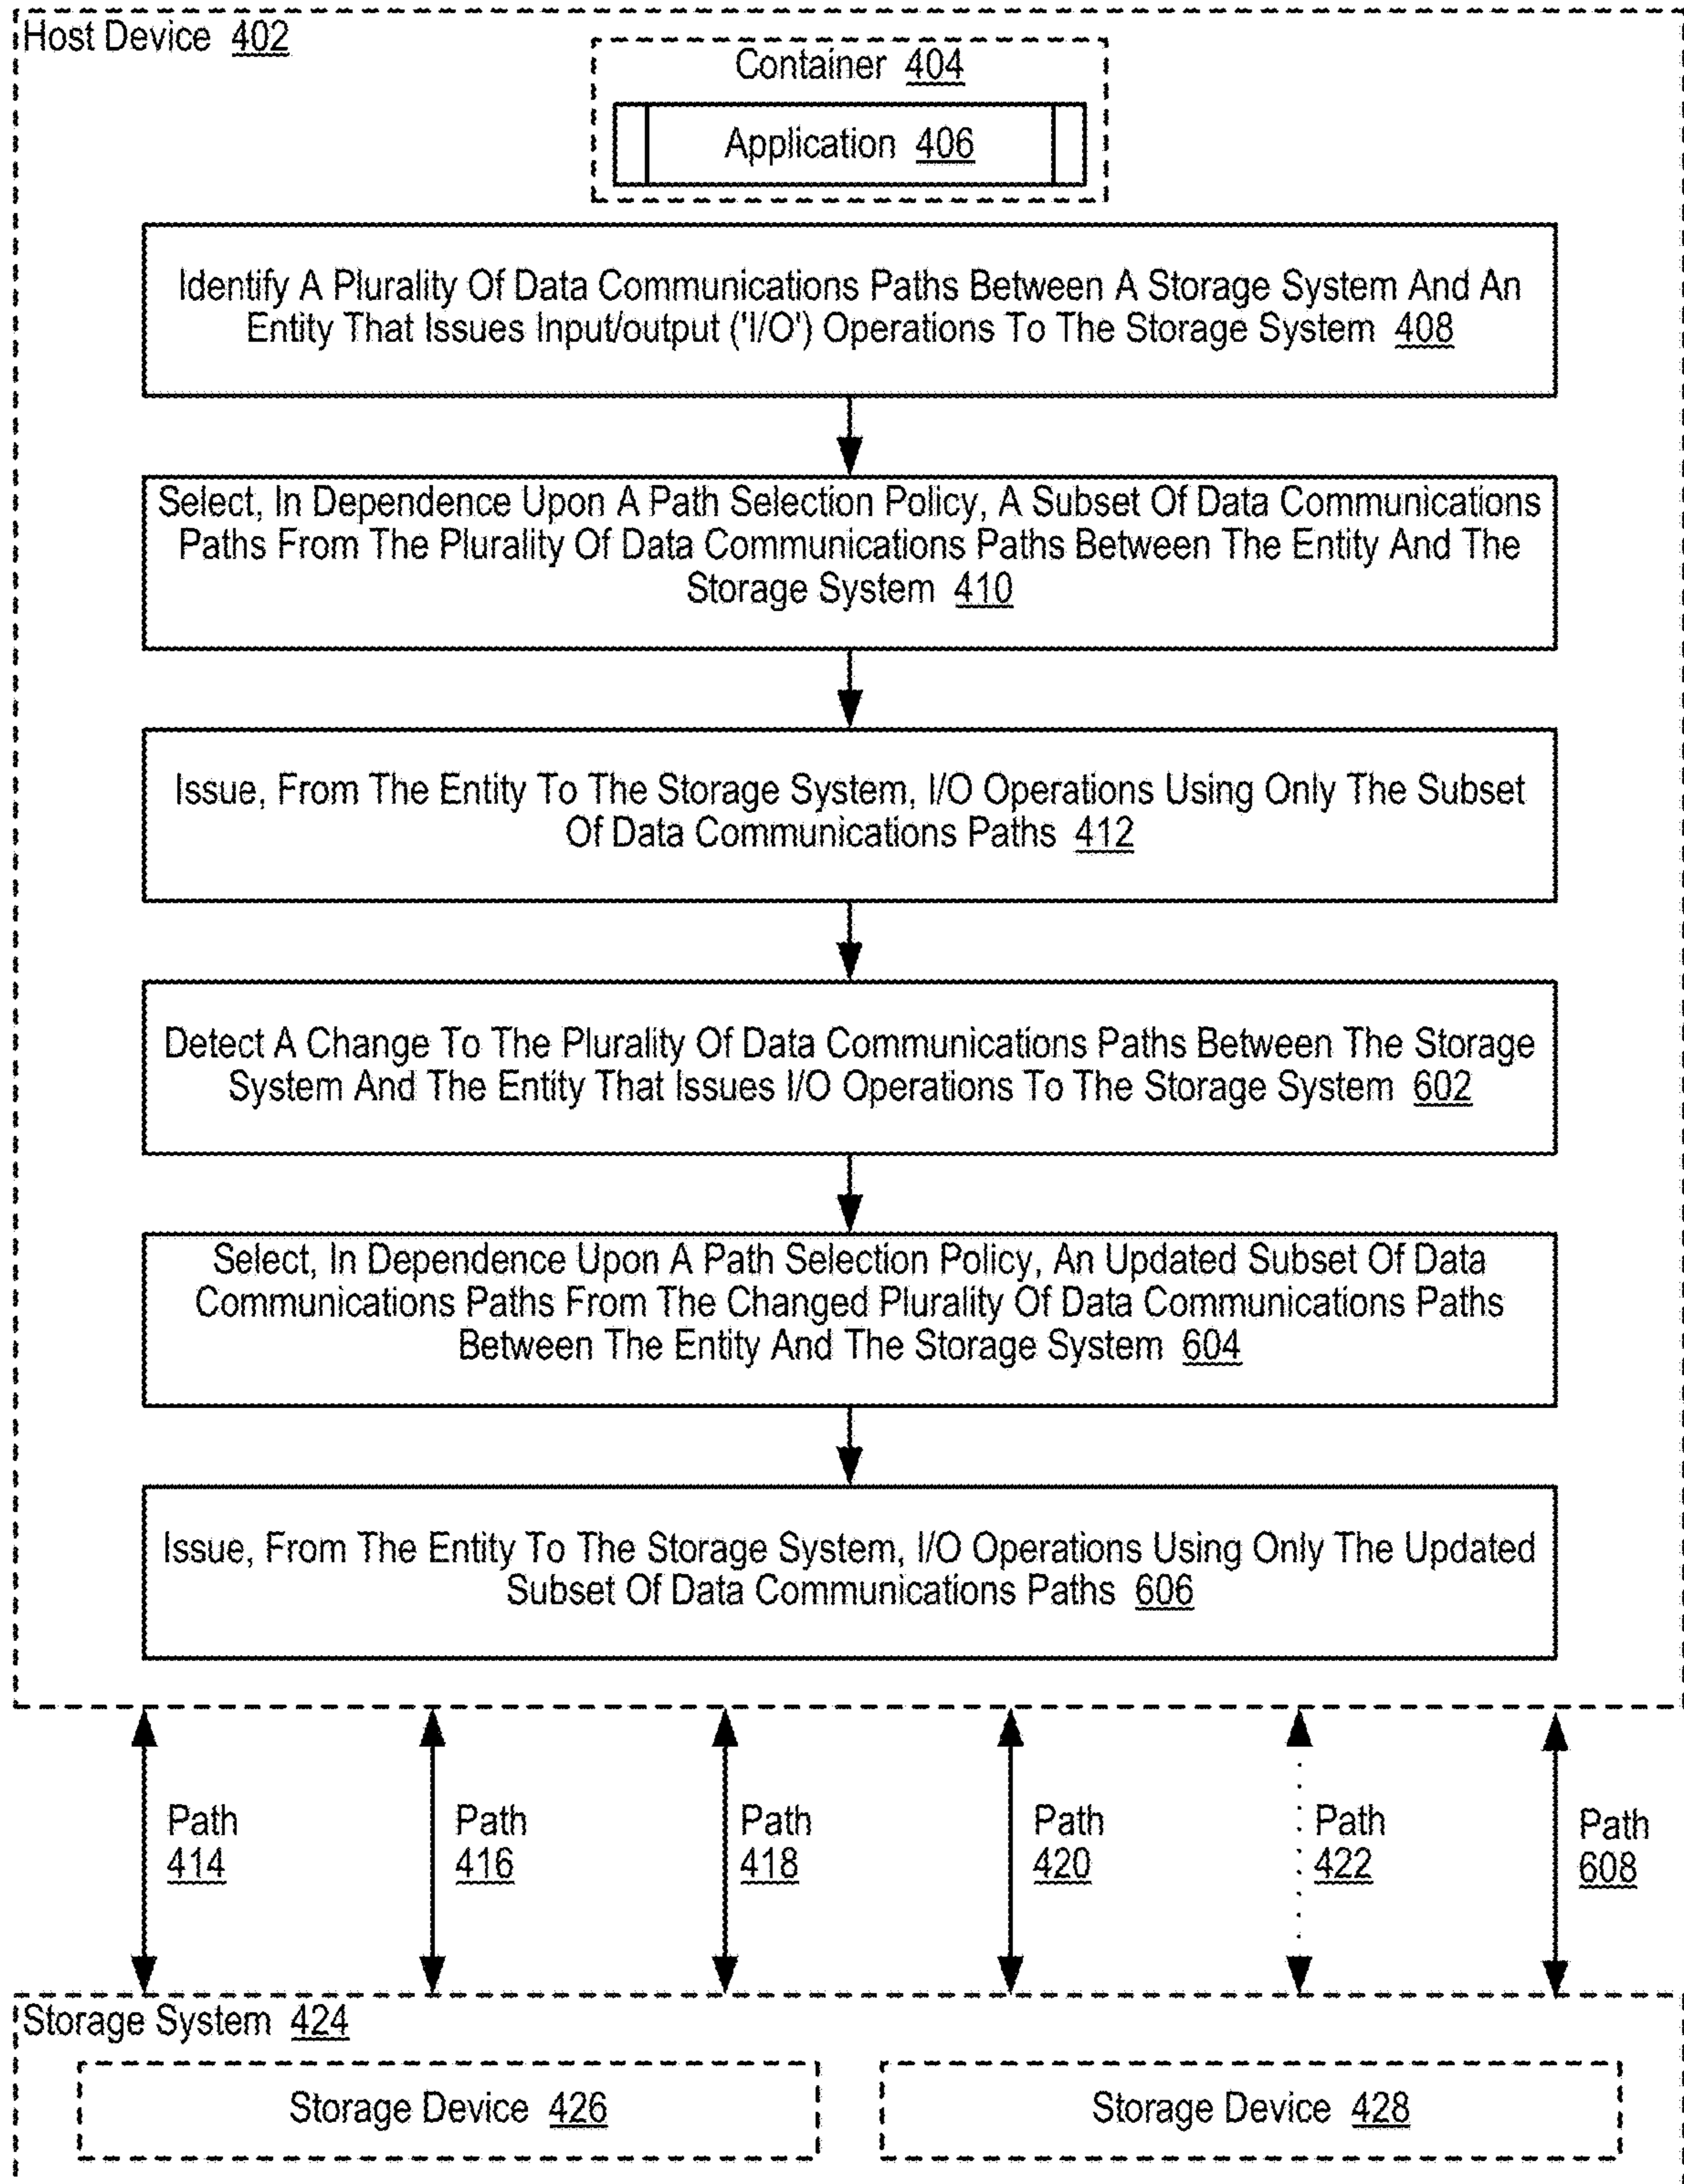 Host Device 402
Container 404
Application 406
Identify A Plurality Of Data Communications Paths Between A Storage System And An
Entity That Issues Input/output ('I/O') Operations To The Storage System 408
Select, In Dependence Upon A Path Selection Policy, A Subset Of Data Communications
Paths From The Plurality Of Data Communications Paths Between The Entity And The
Storage System 410
Issue, From The Entity To The Storage System, I/O Operations Using Only The Subset
Of Data Communications Paths 412
Detect A Change To The Plurality Of Data Communications Paths Between The Storage
System And The Entity That Issues I/O Operations To The Storage System 602
Select, In Dependence Upon A Path Selection Policy, An Updated Subset Of Data
Communications Paths From The Changed Plurality Of Data Communications Paths
Between The Entity And The Storage System 604
Issue, From The Entity To The Storage System, I/O Operations Using Only The Updated
Subset Of Data Communications Paths 606
Path
414
Path
416
Path
418
Path
420
Path
422
Path
608
Storage System 424
Storage Device 426
Storage Device 428